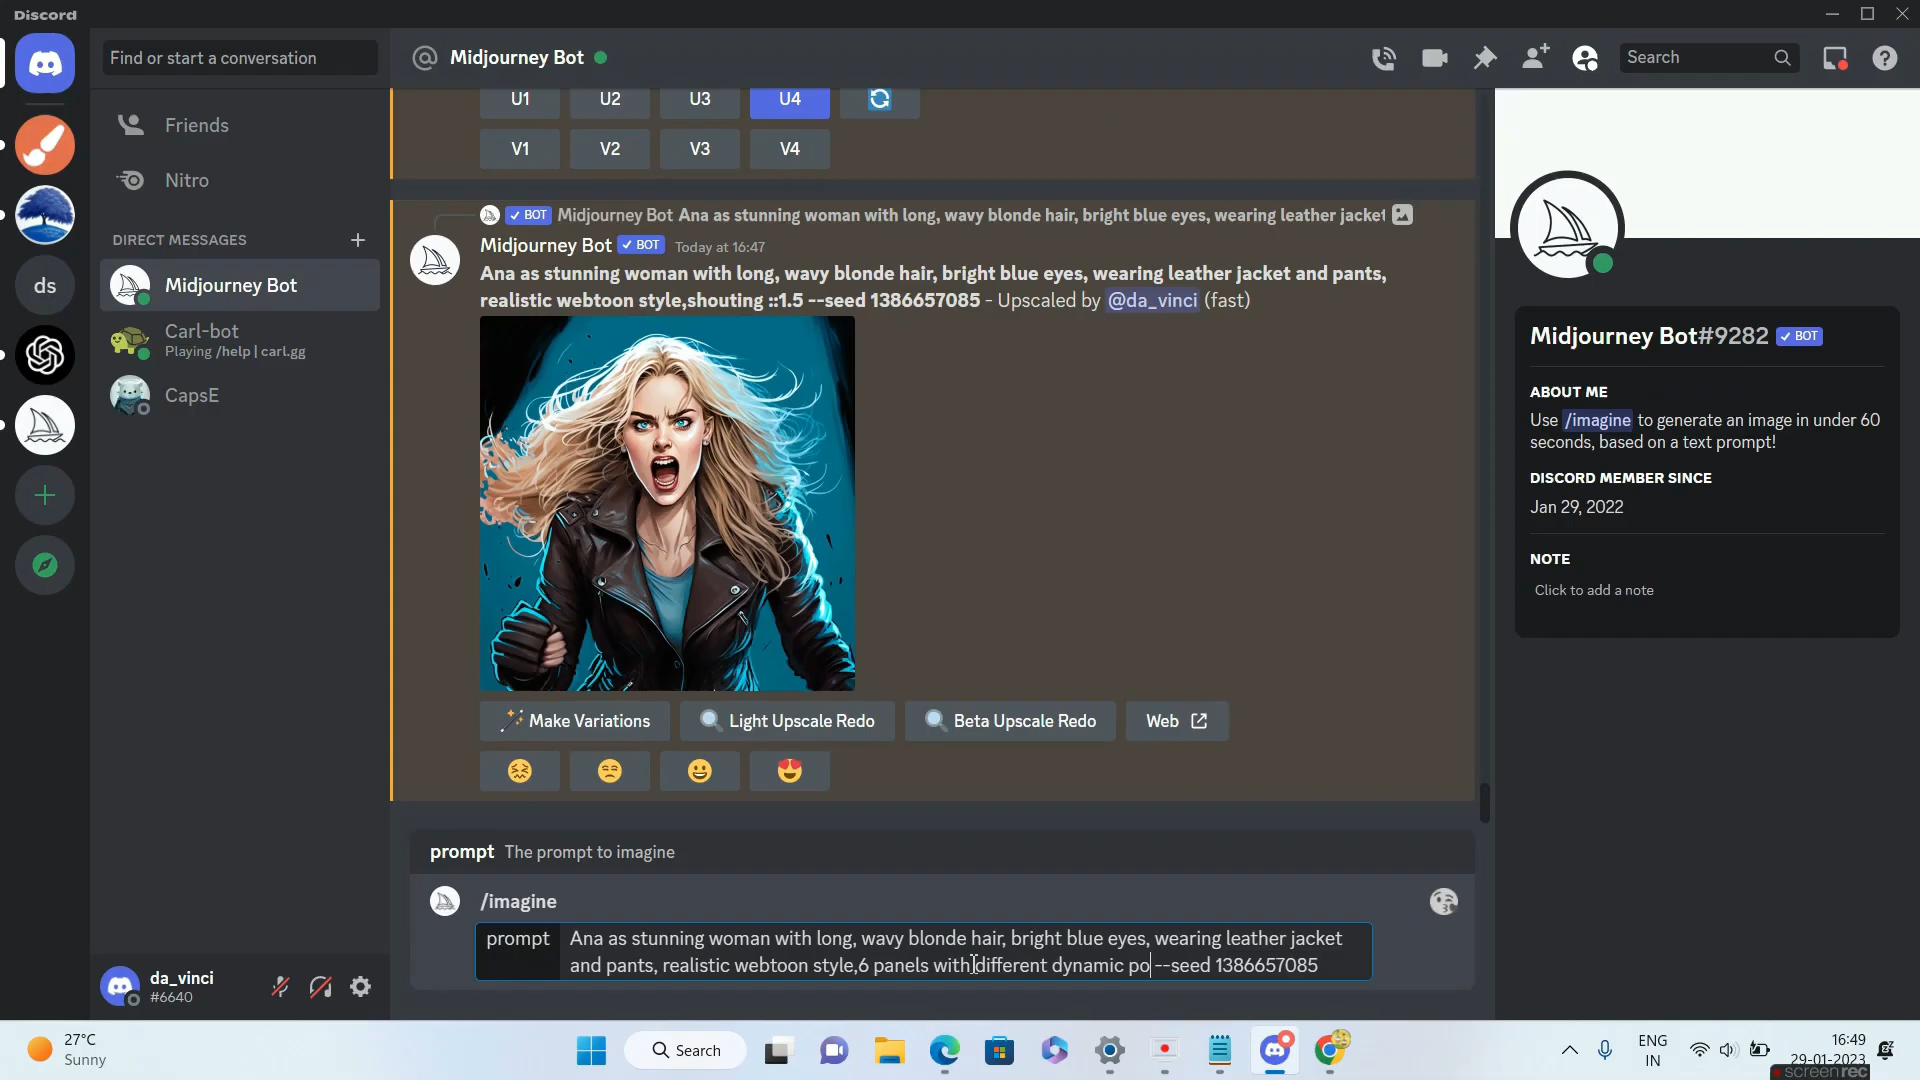 Discord
Find or start a conversation
Friends
Nitro
DIRECT MESSAGES
Midjourney Bot
Carl-bot
Playing /help | carl.gg
CapsE
ds
da_vinci
#6640
Midjourney Bot
Search
U1 U2 U3 U4
V1 V2 V3 V4
BOT Midjourney Bot Ana as stunning woman with long, wavy blonde hair, bright blue eyes, wearing leather jacket
Midjourney Bot BOT Today at 16:47
Ana as stunning woman with long, wavy blonde hair, bright blue eyes, wearing leather jacket and pants,
realistic webtoon style,shouting ::1.5 --seed 1386657085 - Upscaled by @da_vinci (fast)
Make Variations Light Upscale Redo Beta Upscale Redo Web
prompt The prompt to imagine
/imagine
prompt Ana as stunning woman with long, wavy blonde hair, bright blue eyes, wearing leather jacket
and pants, realistic webtoon style,6 panels with different dynamic po --seed 1386657085
Midjourney Bot#9282 BOT
ABOUT ME
Use /imagine to generate an image in under 60
seconds, based on a text prompt!
DISCORD MEMBER SINCE
Jan 29, 2022
NOTE
Click to add a note
27°C
Sunny
Search
ENG
IN
16:49
29-01-2023
screenrec